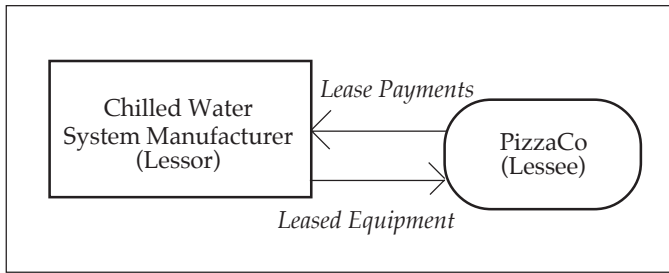 Chilled Water
System Manufacturer
(Lessor)
Lease Payments
PizzaCo
(Lessee)
Leased Equipment